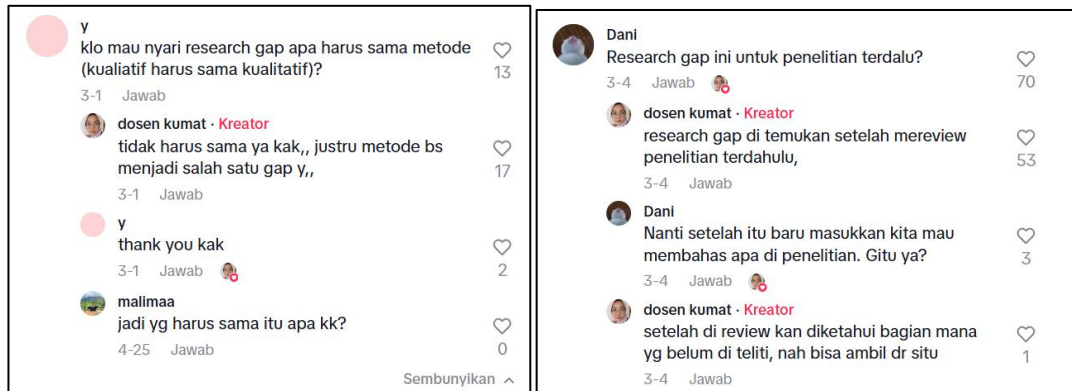 y
klo mau nyari research gap apa harus sama metode
(kualiatif harus sama kualitatif)?
13
3-1 Jawab
dosen kumat · Kreator
tidak harus sama ya kak,, justru metode bs
menjadi salah satu gap y,,
17
3-1 Jawab
y
thank you kak
2
3-1 Jawab
malimaa
jadi yg harus sama itu apa kk?
0
4-25 Jawab
Sembunyikan
Dani
Research gap ini untuk penelitian terdalu?
70
3-4 Jawab
dosen kumat · Kreator
research gap di temukan setelah mereview
penelitian terdahulu,
53
3-4 Jawab
Dani
Nanti setelah itu baru masukkan kita mau
membahas apa di penelitian. Gitu ya?
3
3-4 Jawab
dosen kumat · Kreator
setelah di review kan diketahui bagian mana
yg belum di teliti, nah bisa ambil dr situ
1
3-4 Jawab